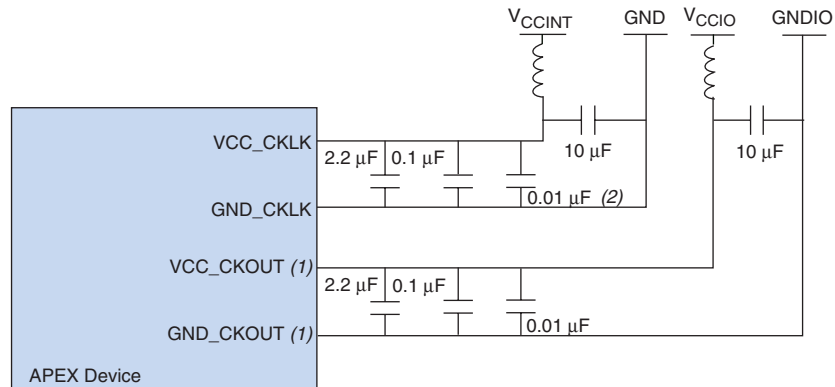 VCCINT GND VCCIO GNDIO
10 µF 10 µF
VCC_CKLK
2.2 µF 0.1 µF
0.01 µF (2)
GND_CKLK
VCC_CKOUT (1)
2.2 µF 0.1 µF
0.01 µF
GND_CKOUT (1)
APEX Device